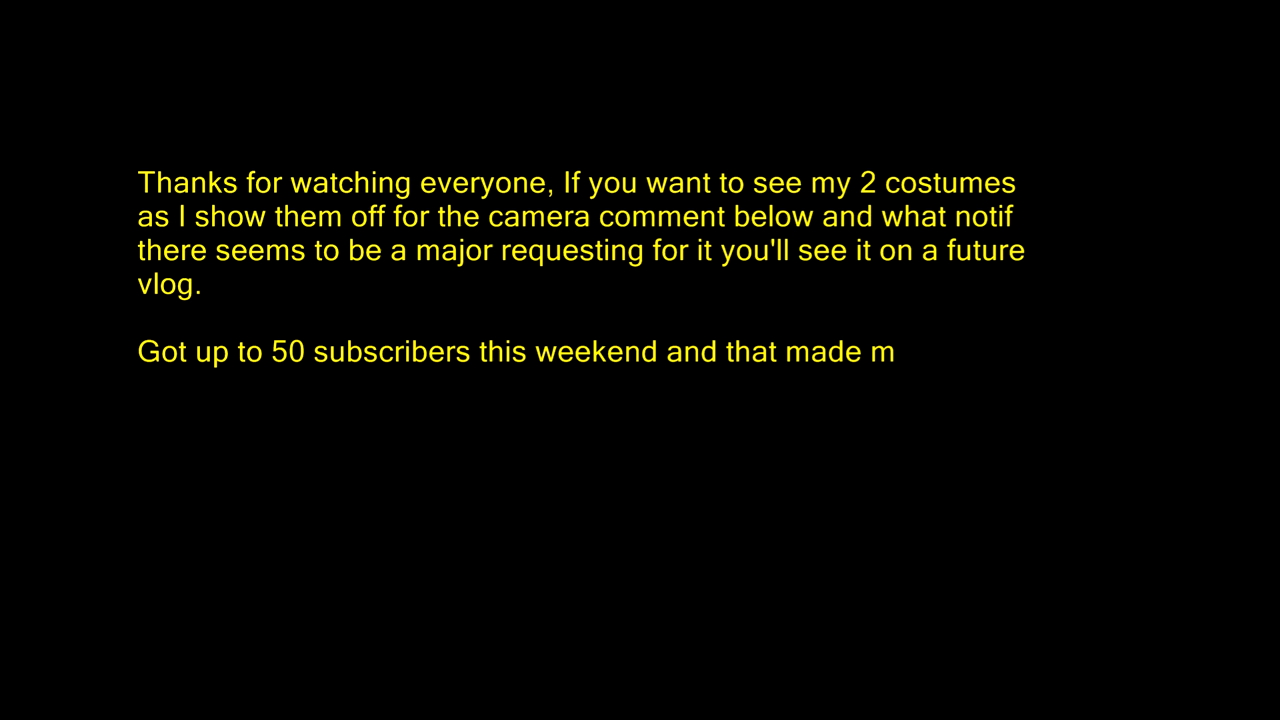 Thanks for watching everyone, If you want to see my 2 costumes
as I show them off for the camera comment below and what notif
there seems to be a major requesting for it you'll see it on a future
vlog.
Got up to 50 subscribers this weekend and that made m